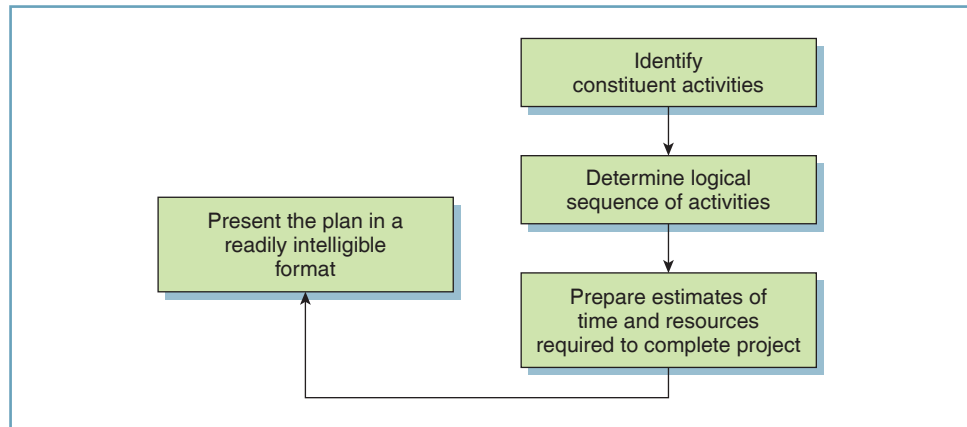 Identify
constituent activities
Determine logical
sequence of activities
Prepare estimates of
time and resources
required to complete project
Present the plan in a
readily intelligible
format